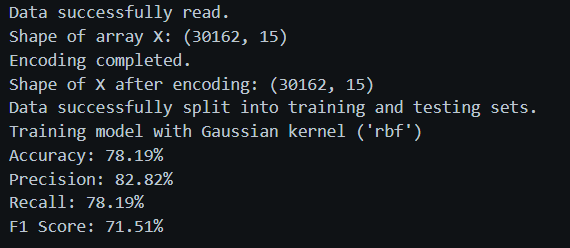 Data successfully read.
Shape of array X: (30162, 15)
Encoding completed.
Shape of X after encoding: (30162, 15)
Data successfully split into training and testing sets.
Training model with Gaussian kernel ('rbf')
Accuracy: 78.19%
Precision: 82.82%
Recall: 78.19%
F1 Score: 71.51%